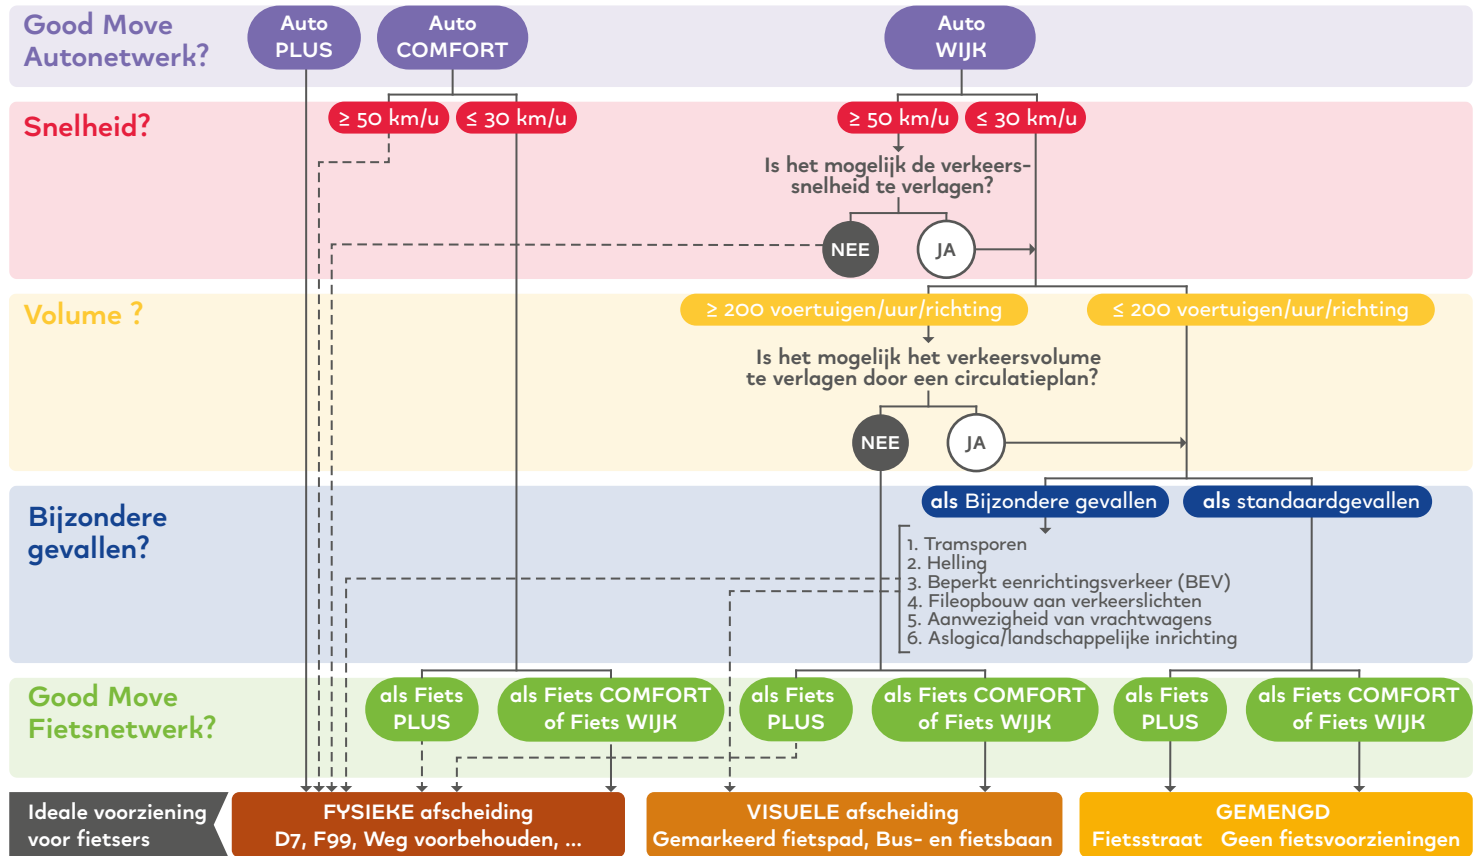 Good Move
Autonetwerk?
Auto
PLUS
Auto
COMFORT
Auto
WIJK
Snelheid?
≥ 50 km/u
≤ 30 km/u
≥ 50 km/u
≤ 30 km/u
Is het mogelijk de verkeers-
snelheid te verlagen?
NEE
JA
Volume ?
≥ 200 voertuigen/uur/richting
≤ 200 voertuigen/uur/richting
Is het mogelijk het verkeersvolume
te verlagen door een circulatieplan?
NEE
JA
Bijzondere
gevallen?
als Bijzondere gevallen
als standaardgevallen
1. Tramsporen
2. Helling
3. Beperkt eenrichtingsverkeer (BEV)
4. Fileopbouw aan verkeerslichten
5. Aanwezigheid van vrachtwagens
6. Aslogica/landschappelijke inrichting
Good Move
Fietsnetwerk?
als Fiets
PLUS
als Fiets COMFORT
of Fiets WIJK
als Fiets
PLUS
als Fiets COMFORT
of Fiets WIJK
als Fiets
PLUS
als Fiets COMFORT
of Fiets WIJK
Ideale voorziening
voor fietsers
FYSIEKE afscheiding
D7, F99, Weg voorbehouden, ...
VISUELE afscheiding
Gemarkeerd fietspad, Bus- en fietsbaan
GEMENGD
Fietsstraat Geen fietsvoorzieningen